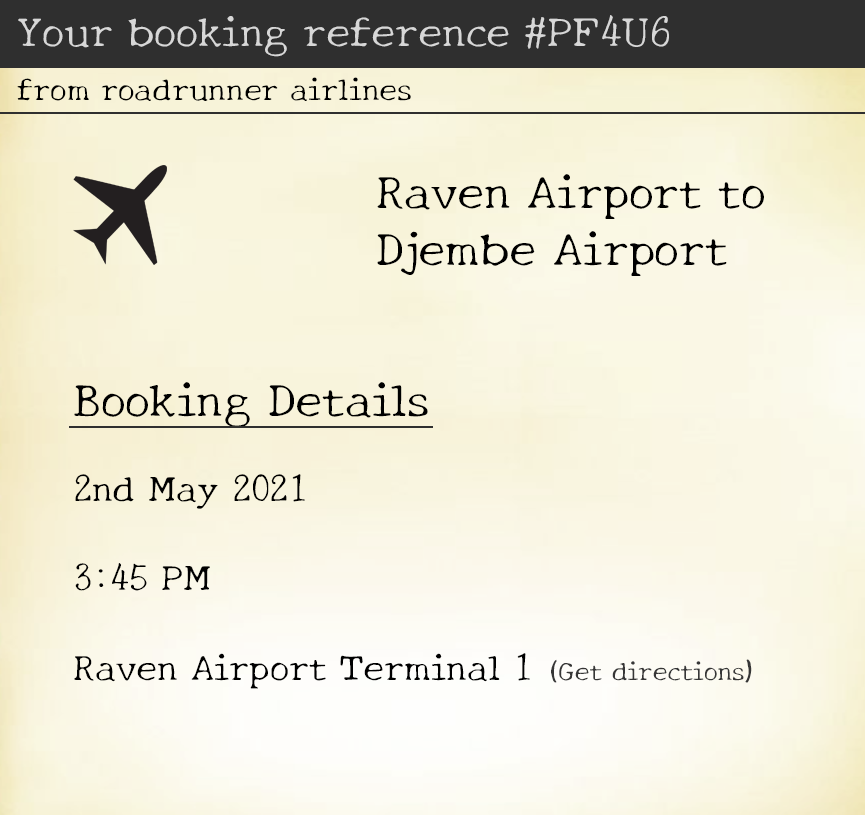 Your booking reference #PF4U6
from roadrunner airlines
Raven Airport to
Djembe Airport
Booking Details
2nd May 2021
3:45 PM
Raven Airport Terminal 1 (Get directions)